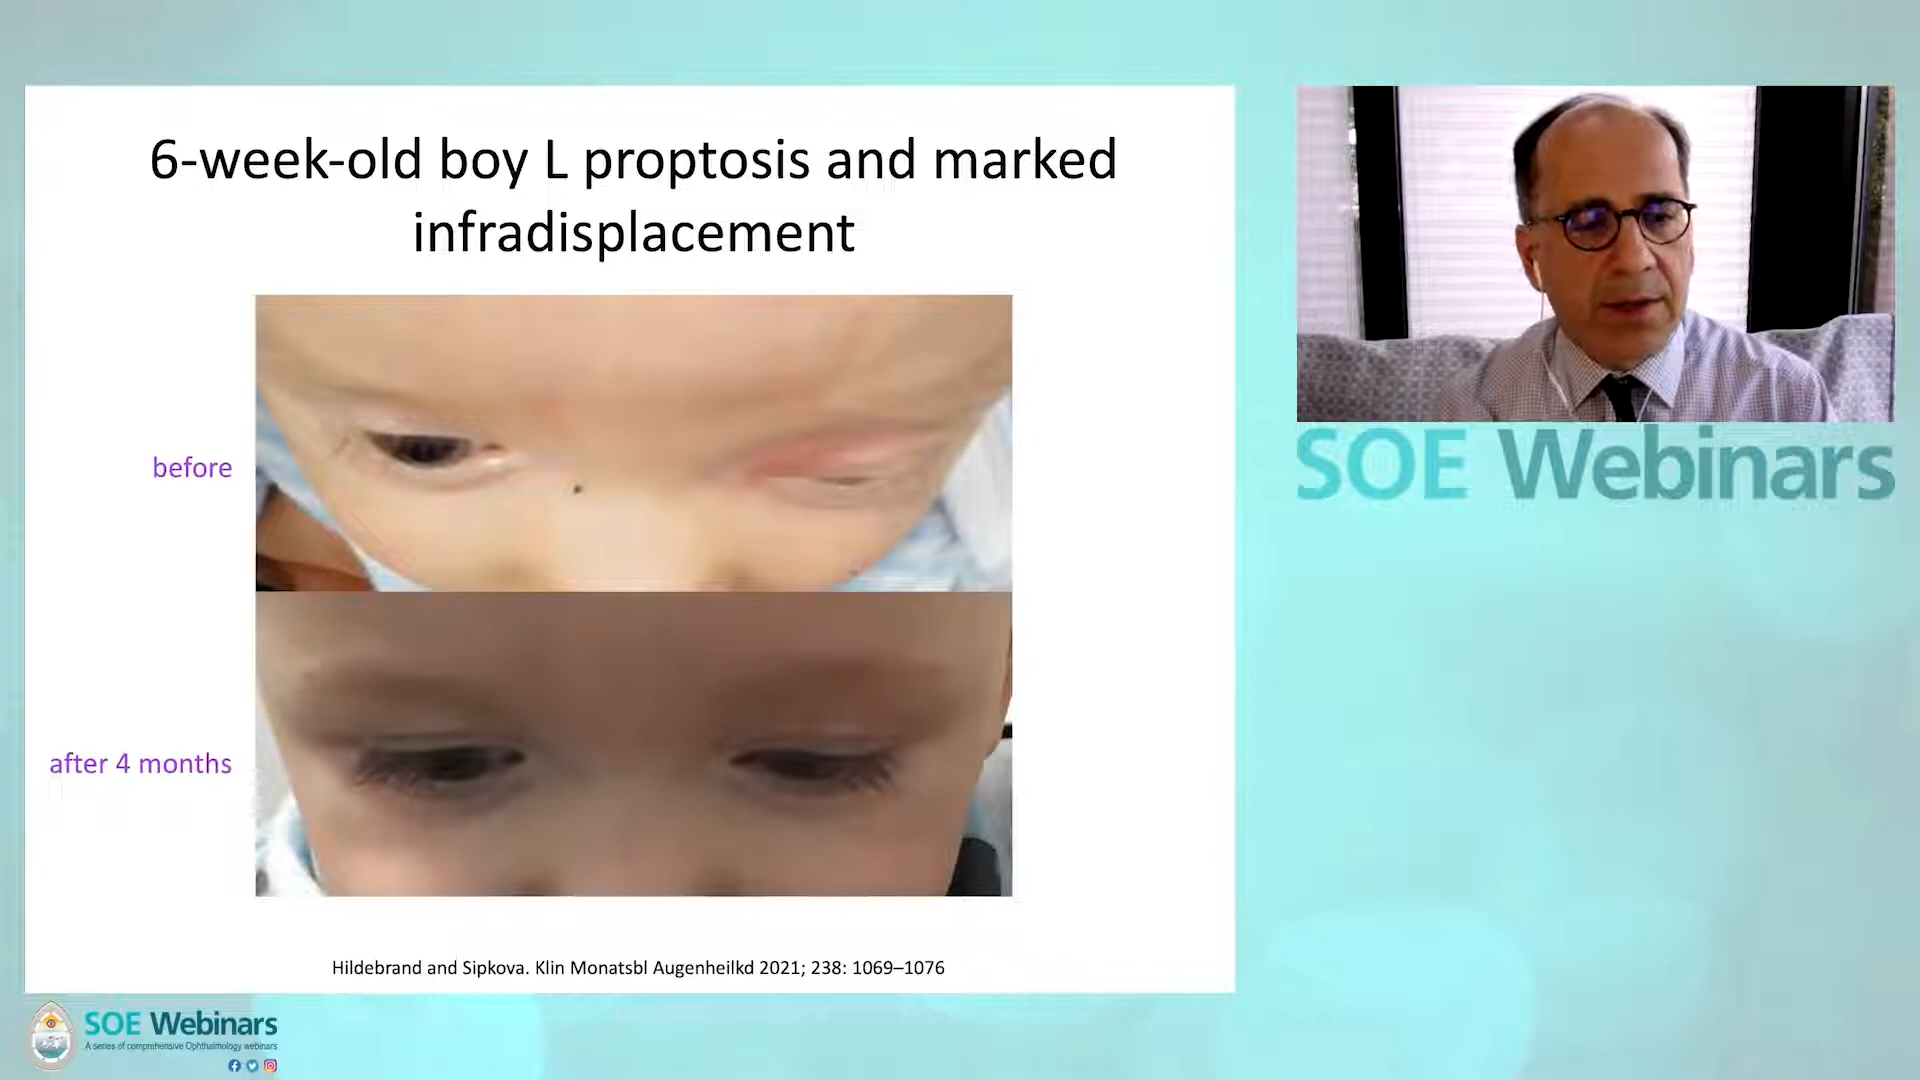 6-week-old boy L proptosis and marked
infradisplacement
before
after 4 months
Hildebrand and Sipkova. Klin Monatsbl Augenheilkd 2021; 238: 1069–1076
SOE Webinars
SOE Webinars
A series of comprehensive Ophthalmology webinars